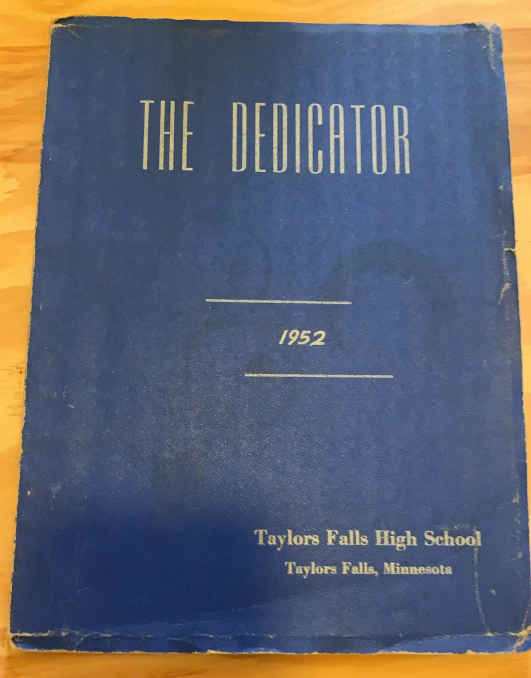 THE DEDICATOR
1952
Taylors Falls High School
Taylors Falls, Minnesota